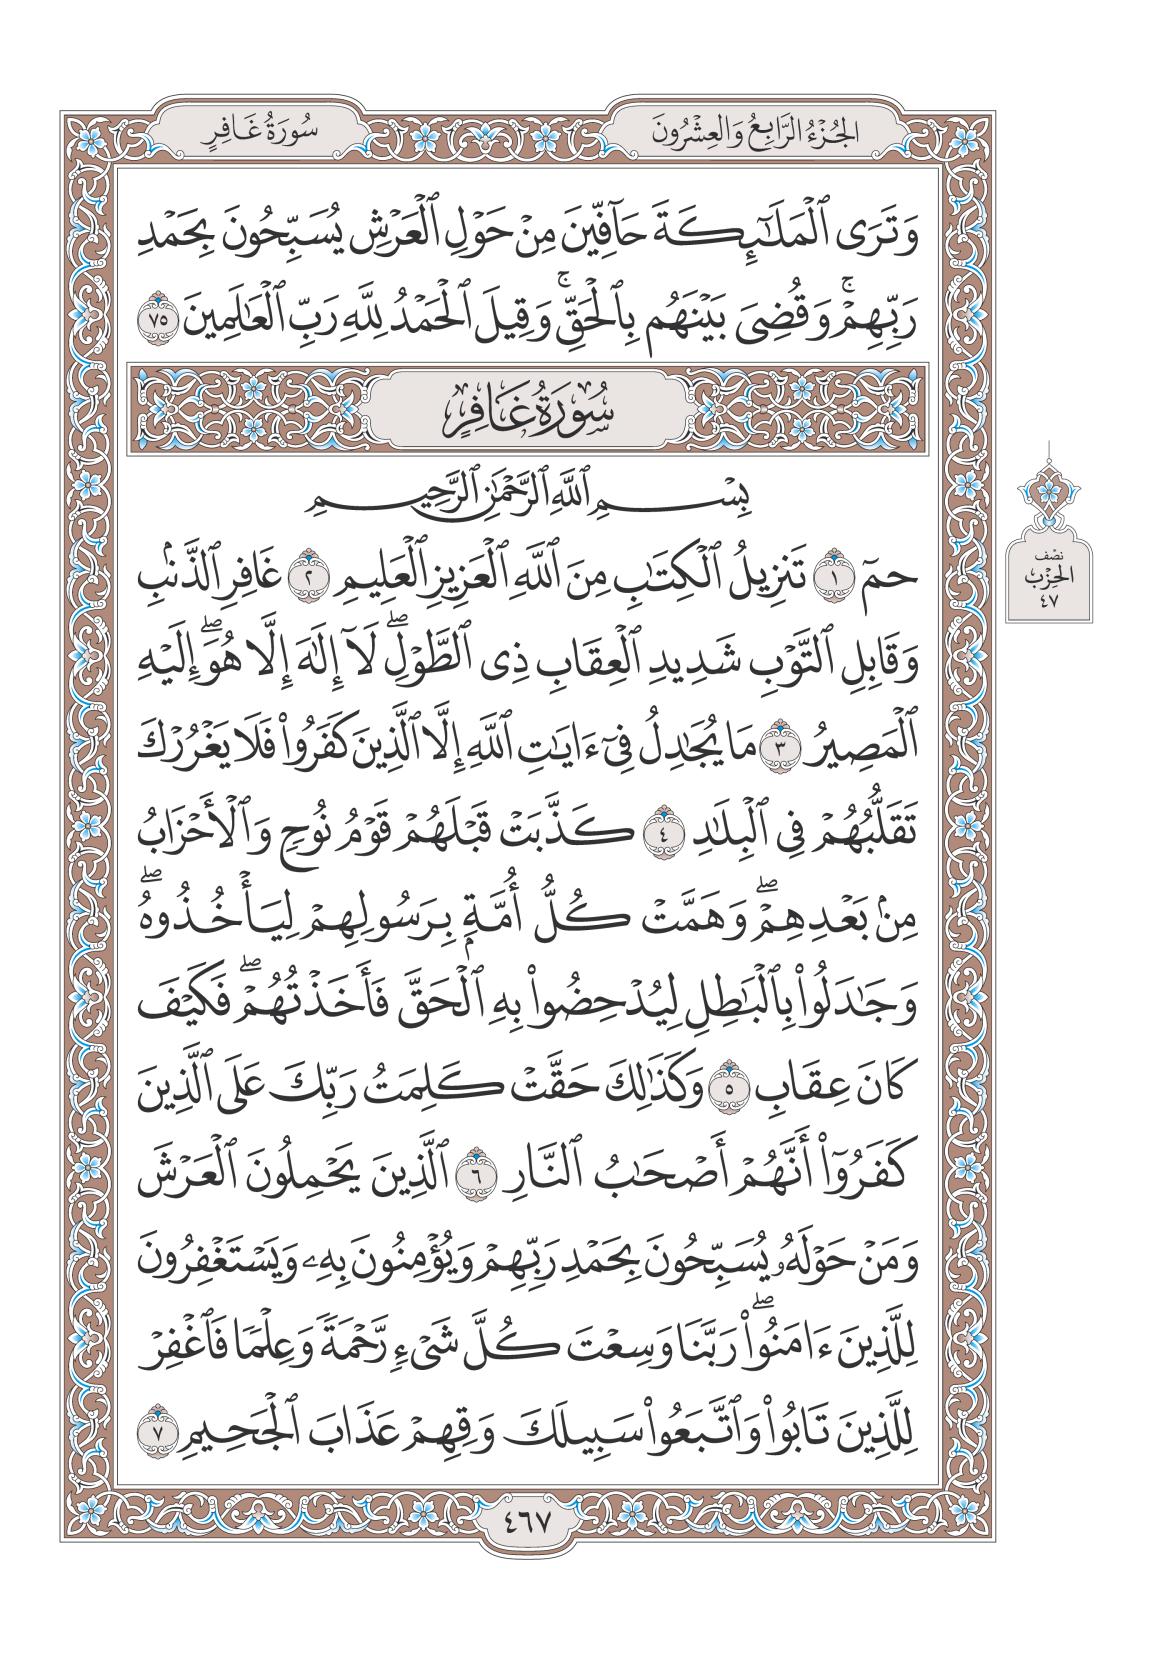 الجُزْءُ الرَّابِعُ وَالعِشْرُونَ
سُورَةُ غَافِرٍ
وَتَرَى ٱلْمَلَـٰٓئِكَةَ حَآفِّينَ مِنْ حَوْلِ ٱلْعَرْشِ يُسَبِّحُونَ بِحَمْدِ
رَبِّهِمْ ۚ وَقُضِىَ بَيْنَهُم بِٱلْحَقِّ ۚ وَقِيلَ ٱلْحَمْدُ لِلَّهِ رَبِّ ٱلْعَـٰلَمِينَ ٧٥
سُورَةُ غَافِرٍ
بِسْمِ ٱللَّهِ ٱلرَّحْمَـٰنِ ٱلرَّحِيمِ
حمٓ ١ تَنزِيلُ ٱلْكِتَـٰبِ مِنَ ٱللَّهِ ٱلْعَزِيزِ ٱلْعَلِيمِ ٢ غَافِرِ ٱلذَّنۢبِ
وَقَابِلِ ٱلتَّوْبِ شَدِيدِ ٱلْعِقَابِ ذِى ٱلطَّوْلِ ۖ لَآ إِلَـٰهَ إِلَّا هُوَ ۖ إِلَيْهِ
ٱلْمَصِيرُ ٣ مَا يُجَـٰدِلُ فِىٓ ءَايَـٰتِ ٱللَّهِ إِلَّا ٱلَّذِينَ كَفَرُوا۟ فَلَا يَغْرُرْكَ
تَقَلُّبُهُمْ فِى ٱلْبِلَـٰدِ ٤ كَذَّبَتْ قَبْلَهُمْ قَوْمُ نُوحٍ وَٱلْأَحْزَابُ
مِنۢ بَعْدِهِمْ ۖ وَهَمَّتْ كُلُّ أُمَّةٍۭ بِرَسُولِهِمْ لِيَأْخُذُوهُ ۖ
وَجَـٰدَلُوا۟ بِٱلْبَـٰطِلِ لِيُدْحِضُوا۟ بِهِ ٱلْحَقَّ فَأَخَذْتُهُمْ ۖ فَكَيْفَ
كَانَ عِقَابِ ٥ وَكَذَٰلِكَ حَقَّتْ كَلِمَتُ رَبِّكَ عَلَى ٱلَّذِينَ
كَفَرُوٓا۟ أَنَّهُمْ أَصْحَـٰبُ ٱلنَّارِ ٦ ٱلَّذِينَ يَحْمِلُونَ ٱلْعَرْشَ
وَمَنْ حَوْلَهُۥ يُسَبِّحُونَ بِحَمْدِ رَبِّهِمْ وَيُؤْمِنُونَ بِهِۦ وَيَسْتَغْفِرُونَ
لِلَّذِينَ ءَامَنُوا۟ ۖ رَبَّنَا وَسِعْتَ كُلَّ شَىْءٍ رَّحْمَةً وَعِلْمًا فَٱغْفِرْ
لِلَّذِينَ تَابُوا۟ وَٱتَّبَعُوا۟ سَبِيلَكَ وَقِهِمْ عَذَابَ ٱلْجَحِيمِ ٧
نصْف
الحِزْب
٤٧
٤٦٧